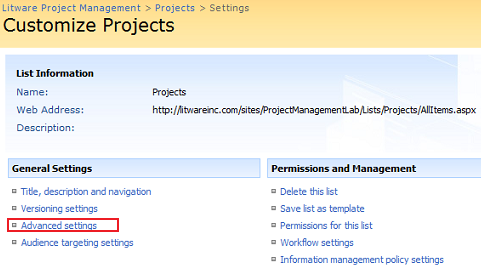 Litware Project Management > Projects > Settings
Customize Projects
List Information
Name: Projects
Web Address: http://litwareinc.com/sites/ProjectManagementLab/Lists/Projects/AllItems.aspx
Description:
General Settings
Title, description and navigation
Versioning settings
Advanced settings
Audience targeting settings
Permissions and Management
Delete this list
Save list as template
Permissions for this list
Workflow settings
Information management policy settings